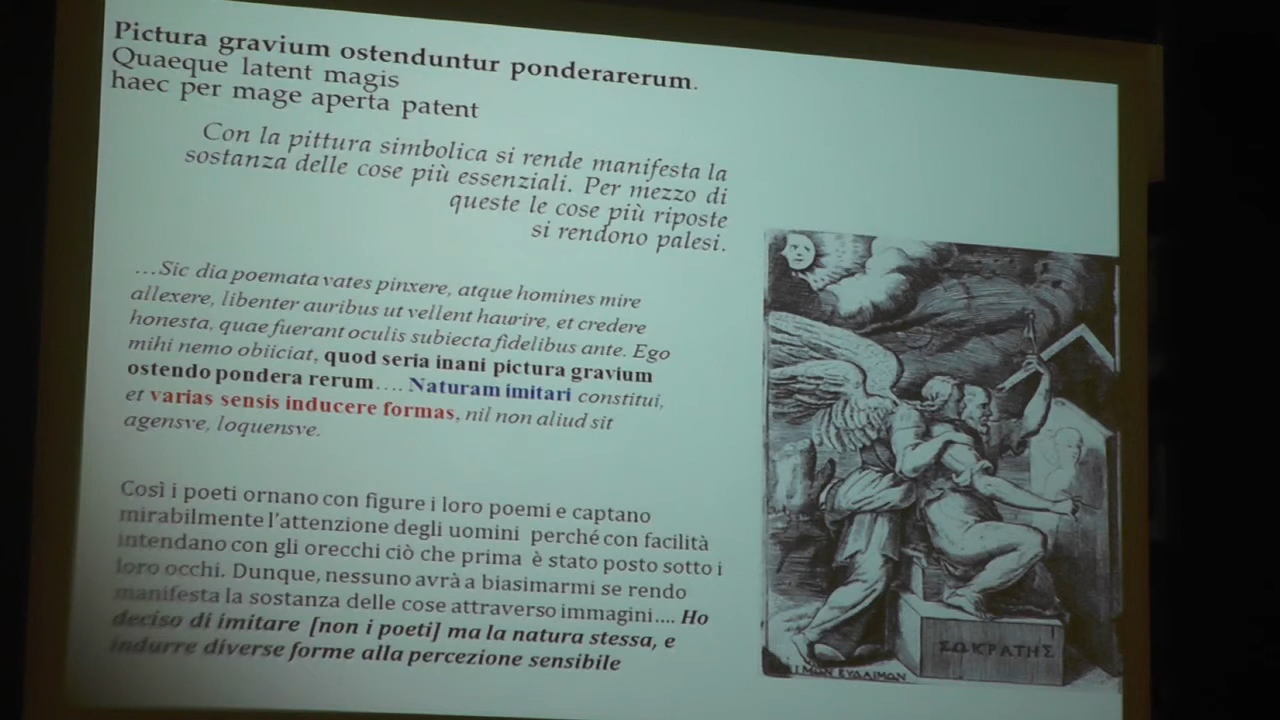 Pictura gravium ostenduntur ponderarerum.
Quaeque latent magis
haec per mage aperta patent
Con la pittura simbolica si rende manifesta la
sostanza delle cose più essenziali. Per mezzo di
queste le cose più riposte
si rendono palesi.
…Sic dia poemata vates pinxere, atque homines mire
allexere, libenter auribus ut vellent haurire, et credere
honesta, quae fuerant oculis subiecta fidelibus ante. Ego
mihi nemo obiiciat, quod seria inani pictura gravium
ostendo pondera rerum…. Naturam imitari constitui,
et varias sensis inducere formas, nil non aliud sit
agensve, loquensve.
Così i poeti ornano con figure i loro poemi e captano
mirabilmente l'attenzione degli uomini perché con facilità
intendano con gli orecchi ciò che prima è stato posto sotto i
loro occhi. Dunque, nessuno avrà a biasimarmi se rendo
manifesta la sostanza delle cose attraverso immagini.... Ho
deciso di imitare [non i poeti] ma la natura stessa, e
indurre diverse forme alla percezione sensibile
ΣΩΚΡΑΤΗΣ
ΕΥΔΑΙΜΩΝ